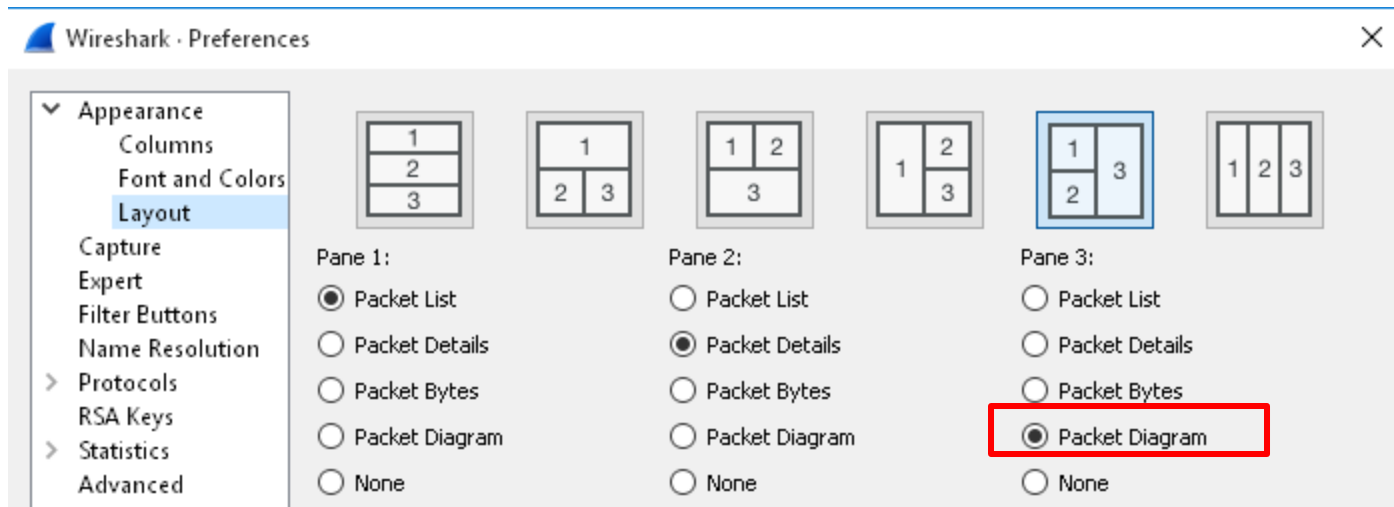 Wireshark · Preferences
Appearance
Columns
Font and Colors
Layout
Capture
Expert
Filter Buttons
Name Resolution
Protocols
RSA Keys
Statistics
Advanced
1 2 3
1 2 3
1 2 3
1 2 3
1 2 3
1 2 3
Pane 1:
Packet List
Packet Details
Packet Bytes
Packet Diagram
None
Pane 2:
Packet List
Packet Details
Packet Bytes
Packet Diagram
None
Pane 3:
Packet List
Packet Details
Packet Bytes
Packet Diagram
None